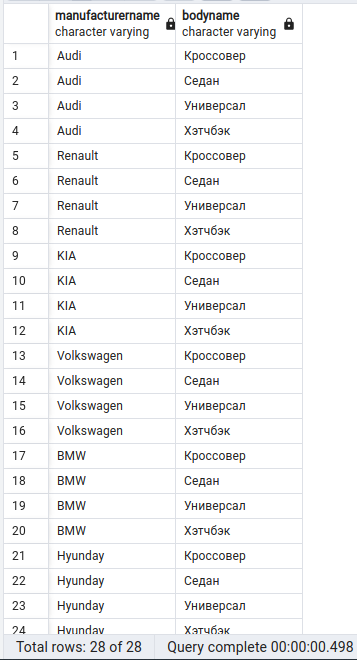 manufacturername bodyname
character varying character varying
1 Audi Кроссовер
2 Audi Седан
3 Audi Универсал
4 Audi Хэтчбэк
5 Renault Кроссовер
6 Renault Седан
7 Renault Универсал
8 Renault Хэтчбэк
9 KIA Кроссовер
10 KIA Седан
11 KIA Универсал
12 KIA Хэтчбэк
13 Volkswagen Кроссовер
14 Volkswagen Седан
15 Volkswagen Универсал
16 Volkswagen Хэтчбэк
17 BMW Кроссовер
18 BMW Седан
19 BMW Универсал
20 BMW Хэтчбэк
21 Hyunday Кроссовер
22 Hyunday Седан
23 Hyunday Универсал
24 Hyunday Хэтчбэк
Total rows: 28 of 28 Query complete 00:00:00.498